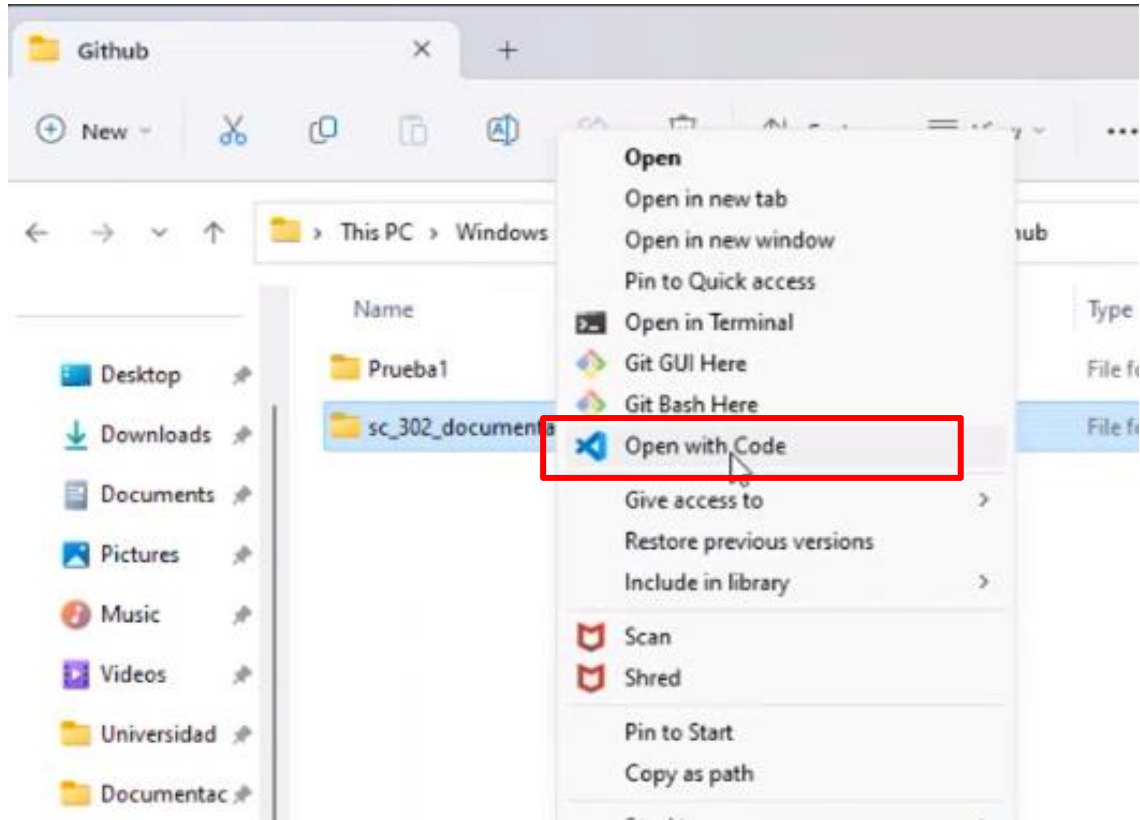 Github
New
Open
Open in new tab
This PC > Windows
Open in new window
hub
Pin to Quick access
Name
Type
Open in Terminal
Desktop
Prueba1
Git GUI Here
File f
Git Bash Here
Downloads
sc_302_documenta
File f
Open with Code
Documents
Give access to
Pictures
Restore previous versions
Include in library
Music
Scan
Videos
Shred
Universidad
Pin to Start
Documentac
Copy as path